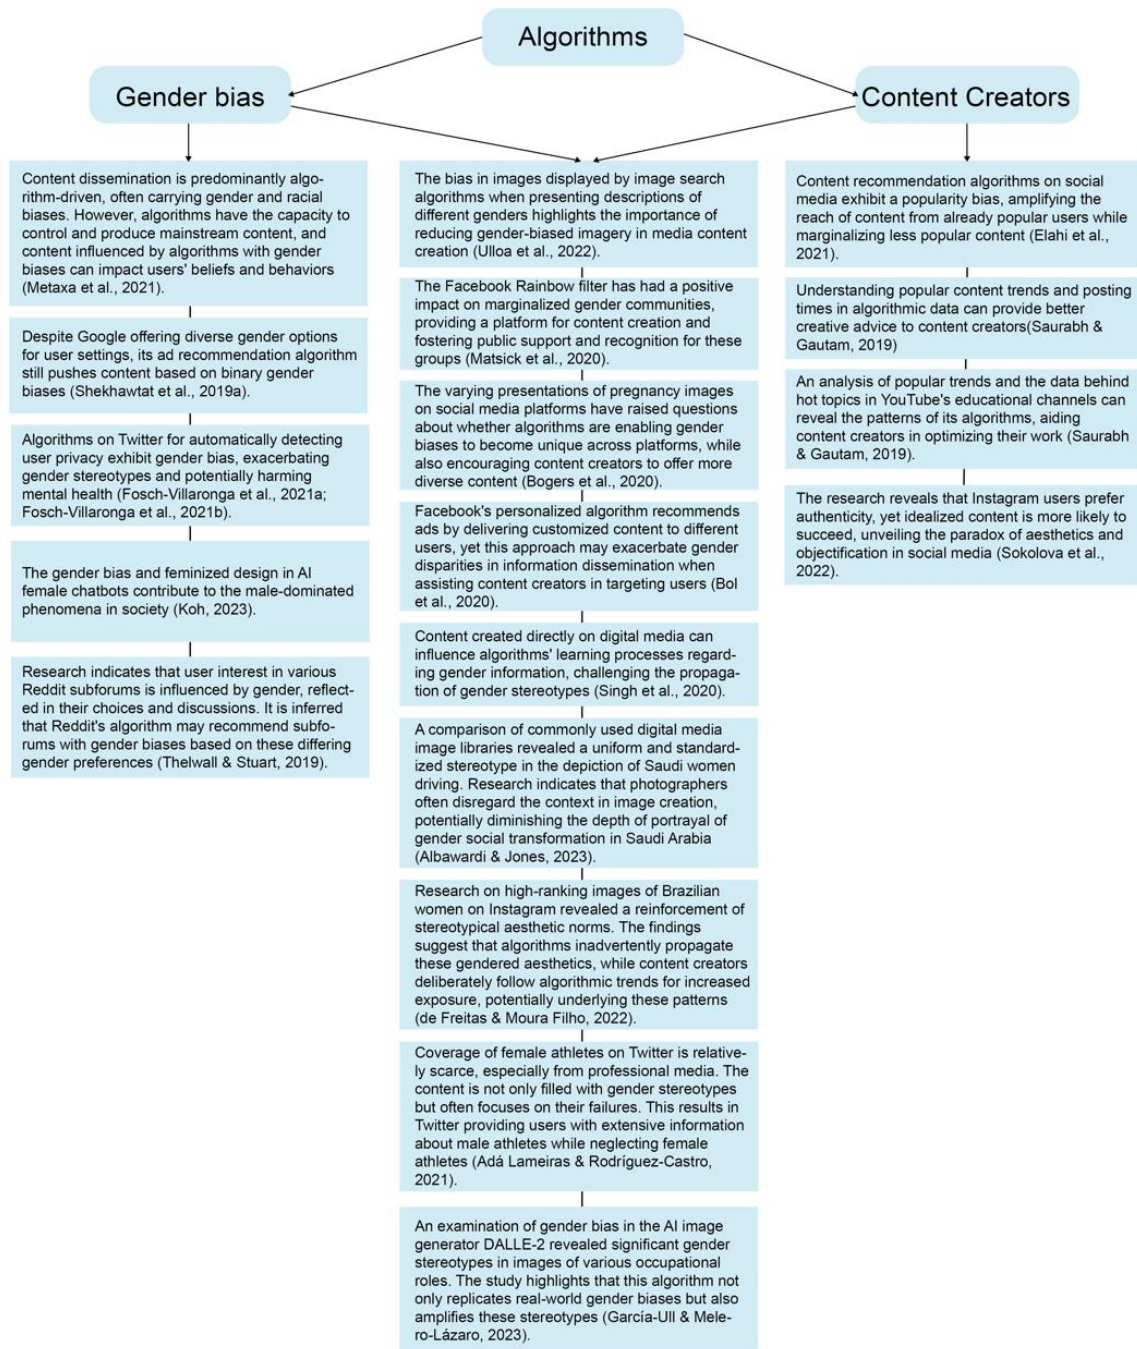 Algorithms
Gender bias
Content Creators
Content dissemination is predominantly algo-
rithm-driven, often carrying gender and racial
biases. However, algorithms have the capacity to
control and produce mainstream content, and
content influenced by algorithms with gender
biases can impact users' beliefs and behaviors
(Metaxa et al., 2021).
Despite Google offering diverse gender options
for user settings, its ad recommendation algorithm
still pushes content based on binary gender
biases (Shekhawtat et al., 2019a).
Algorithms on Twitter for automatically detecting
user privacy exhibit gender bias, exacerbating
gender stereotypes and potentially harming
mental health (Fosch-Villaronga et al., 2021a;
Fosch-Villaronga et al., 2021b).
The gender bias and feminized design in AI
female chatbots contribute to the male-dominated
phenomena in society (Koh, 2023).
Research indicates that user interest in various
Reddit subforums is influenced by gender, reflect-
ed in their choices and discussions. It is inferred
that Reddit's algorithm may recommend subfo-
rums with gender biases based on these differing
gender preferences (Thelwall & Stuart, 2019).
The bias in images displayed by image search
algorithms when presenting descriptions of
different genders highlights the importance of
reducing gender-biased imagery in media content
creation (Ulloa et al., 2022).
The Facebook Rainbow filter has had a positive
impact on marginalized gender communities,
providing a platform for content creation and
fostering public support and recognition for these
groups (Matsick et al., 2020).
The varying presentations of pregnancy images
on social media platforms have raised questions
about whether algorithms are enabling gender
biases to become unique across platforms, while
also encouraging content creators to offer more
diverse content (Bogers et al., 2020).
Facebook's personalized algorithm recommends
ads by delivering customized content to different
users, yet this approach may exacerbate gender
disparities in information dissemination when
assisting content creators in targeting users (Bol
et al., 2020).
Content created directly on digital media can
influence algorithms' learning processes regard-
ing gender information, challenging the propaga-
tion of gender stereotypes (Singh et al., 2020).
A comparison of commonly used digital media
image libraries revealed a uniform and standard-
ized stereotype in the depiction of Saudi women
driving. Research indicates that photographers
often disregard the context in image creation,
potentially diminishing the depth of portrayal of
gender social transformation in Saudi Arabia
(Albawardi & Jones, 2023).
Research on high-ranking images of Brazilian
women on Instagram revealed a reinforcement of
stereotypical aesthetic norms. The findings
suggest that algorithms inadvertently propagate
these gendered aesthetics, while content creators
deliberately follow algorithmic trends for increased
exposure, potentially underlying these patterns
(de Freitas & Moura Filho, 2022).
Coverage of female athletes on Twitter is relative-
ly scarce, especially from professional media. The
content is not only filled with gender stereotypes
but often focuses on their failures. This results in
Twitter providing users with extensive information
about male athletes while neglecting female
athletes (Adá Lameiras & Rodríguez-Castro,
2021).
An examination of gender bias in the AI image
generator DALLE-2 revealed significant gender
stereotypes in images of various occupational
roles. The study highlights that this algorithm not
only replicates real-world gender biases but also
amplifies these stereotypes (García-Ull & Mele-
ro-Lázaro, 2023).
Content recommendation algorithms on social
media exhibit a popularity bias, amplifying the
reach of content from already popular users while
marginalizing less popular content (Elahi et al.,
2021).
Understanding popular content trends and posting
times in algorithmic data can provide better
creative advice to content creators(Saurabh &
Gautam, 2019)
An analysis of popular trends and the data behind
hot topics in YouTube's educational channels can
reveal the patterns of its algorithms, aiding
content creators in optimizing their work (Saurabh
& Gautam, 2019).
The research reveals that Instagram users prefer
authenticity, yet idealized content is more likely to
succeed, unveiling the paradox of aesthetics and
objectification in social media (Sokolova et al.,
2022).